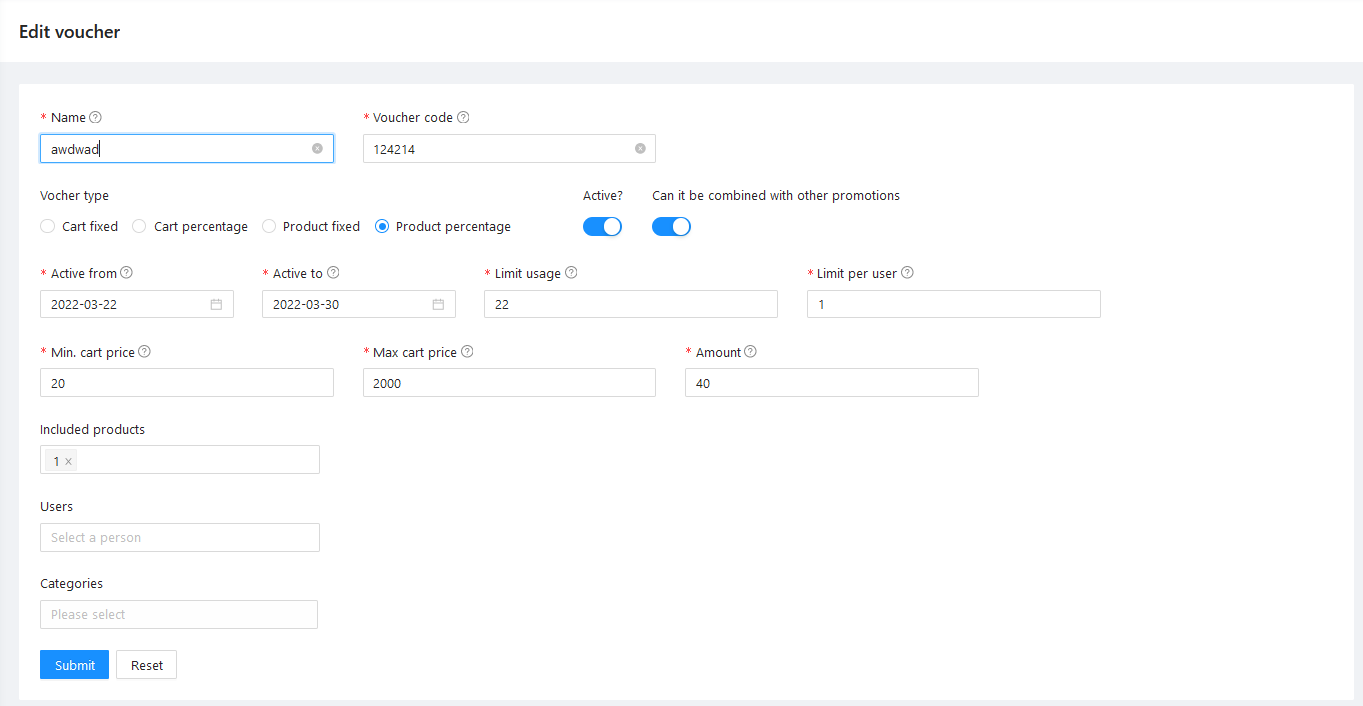 Edit voucher
* Name
* Voucher code
awdwad
124214
Vocher type
Active?
Can it be combined with other promotions
Cart fixed
Cart percentage
Product fixed
Product percentage
* Active from
* Active to
* Limit usage
* Limit per user
2022-03-22
2022-03-30
22
1
* Min. cart price
* Max cart price
* Amount
20
2000
40
Included products
1
Users
Select a person
Categories
Please select
Submit
Reset